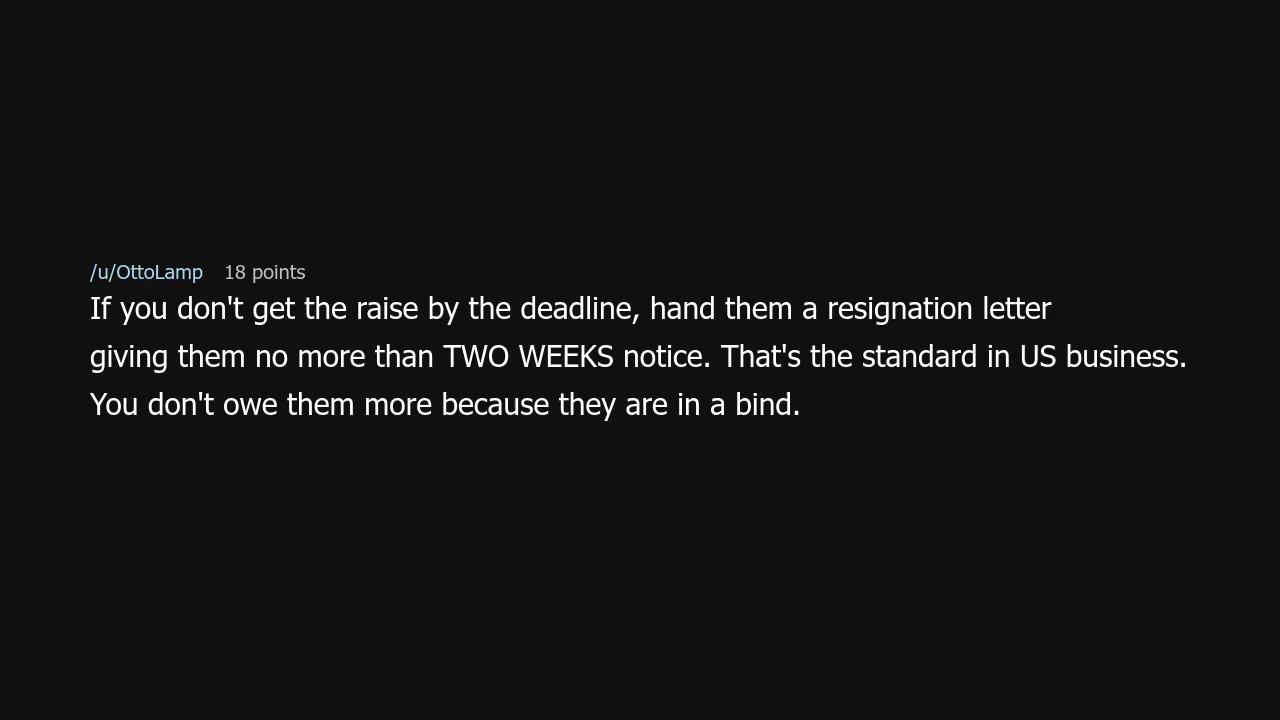 /u/OttoLamp 18 points
If you don't get the raise by the deadline, hand them a resignation letter
giving them no more than TWO WEEKS notice. That's the standard in US business.
You don't owe them more because they are in a bind.